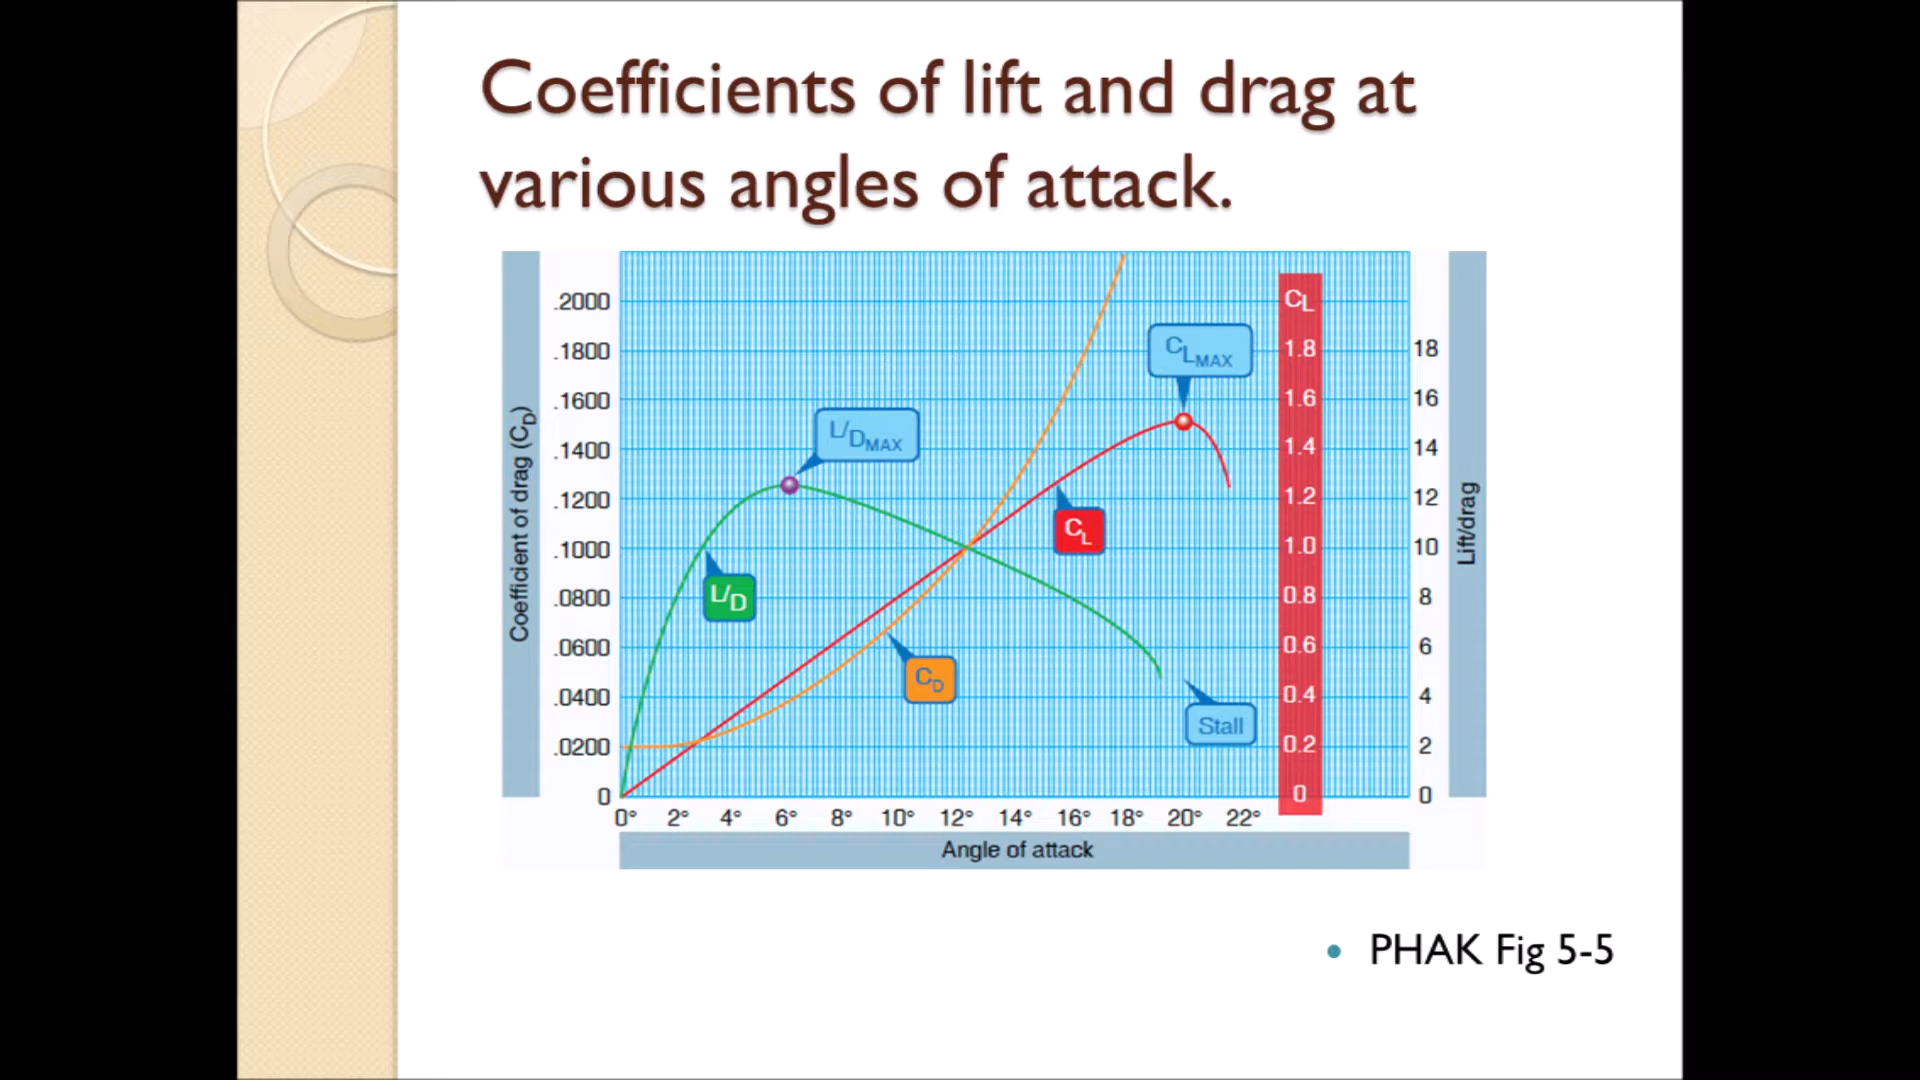 Coefficients of lift and drag at
various angles of attack.
Coefficient of drag (CD)
.2000
.1800
.1600
.1400
.1200
.1000
.0800
.0600
.0400
.0200
0
L/DMAX
CLMAX
L/D
CL
CD
Stall
CL
1.8
1.6
1.4
1.2
1.0
0.8
0.6
0.4
0.2
0
18
16
14
12
10
8
6
4
2
0
Lift/drag
0° 2° 4° 6° 8° 10° 12° 14° 16° 18° 20° 22°
Angle of attack
• PHAK Fig 5-5